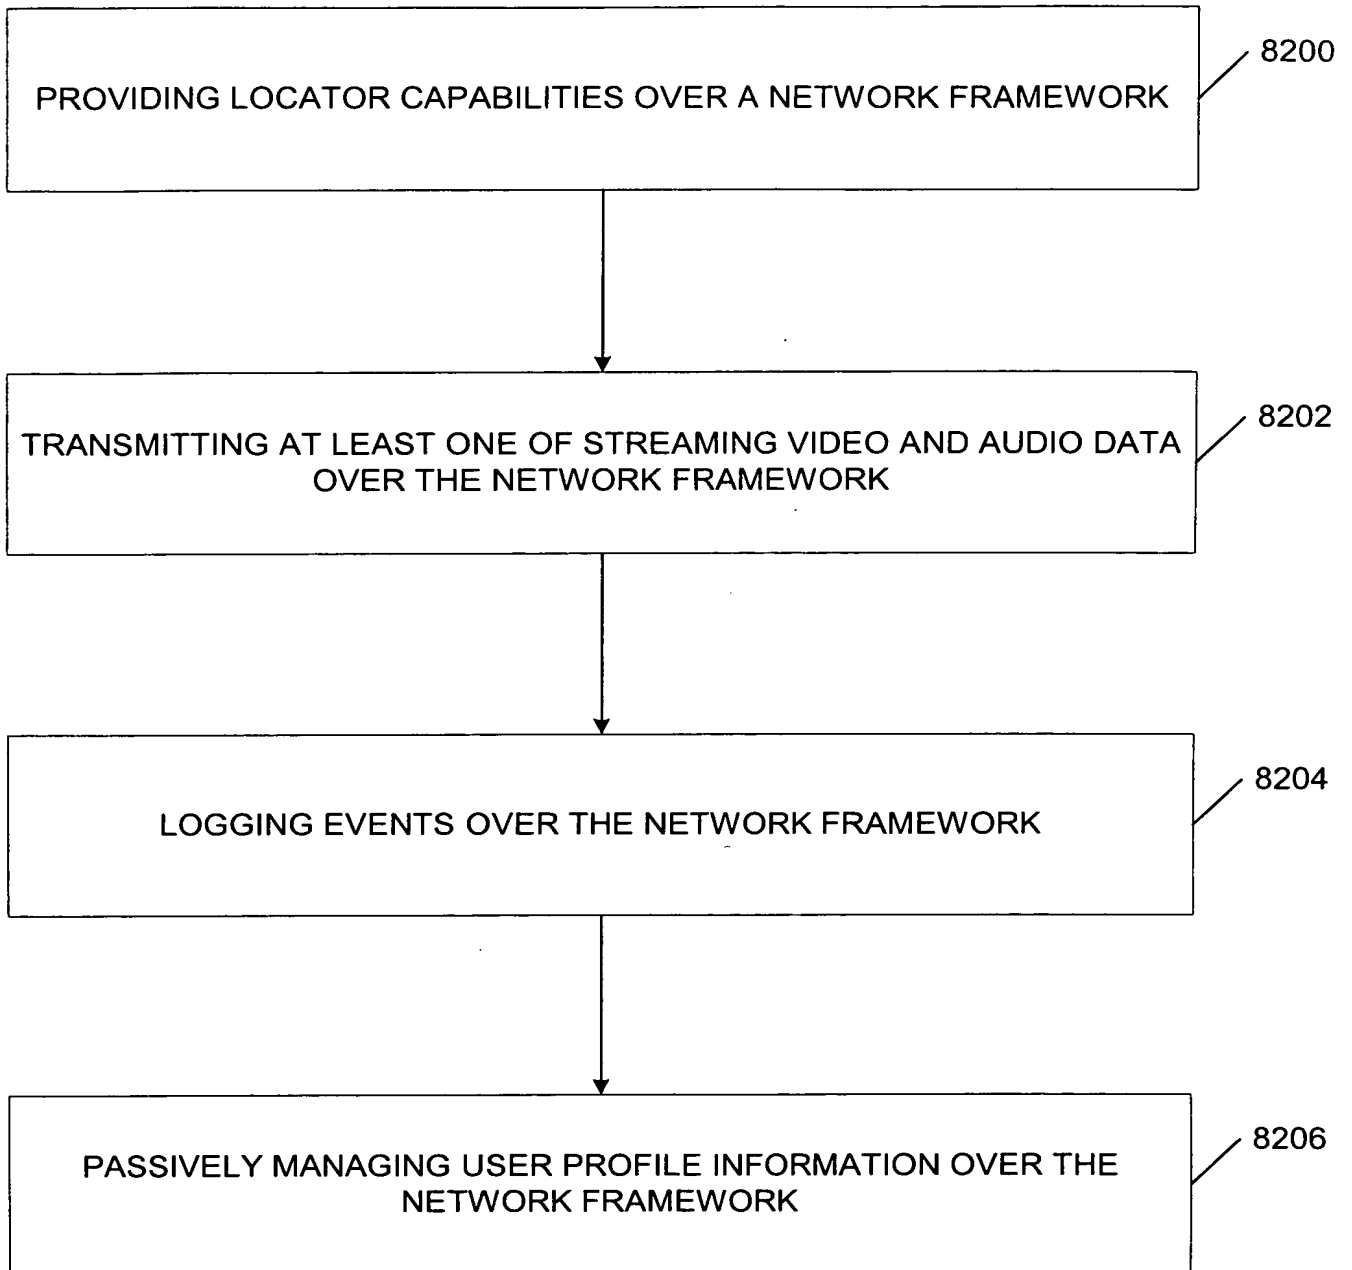 8200
PROVIDING LOCATOR CAPABILITIES OVER A NETWORK FRAMEWORK
8202
TRANSMITTING AT LEAST ONE OF STREAMING VIDEO AND AUDIO DATA
OVER THE NETWORK FRAMEWORK
8204
LOGGING EVENTS OVER THE NETWORK FRAMEWORK
8206
PASSIVELY MANAGING USER PROFILE INFORMATION OVER THE
NETWORK FRAMEWORK